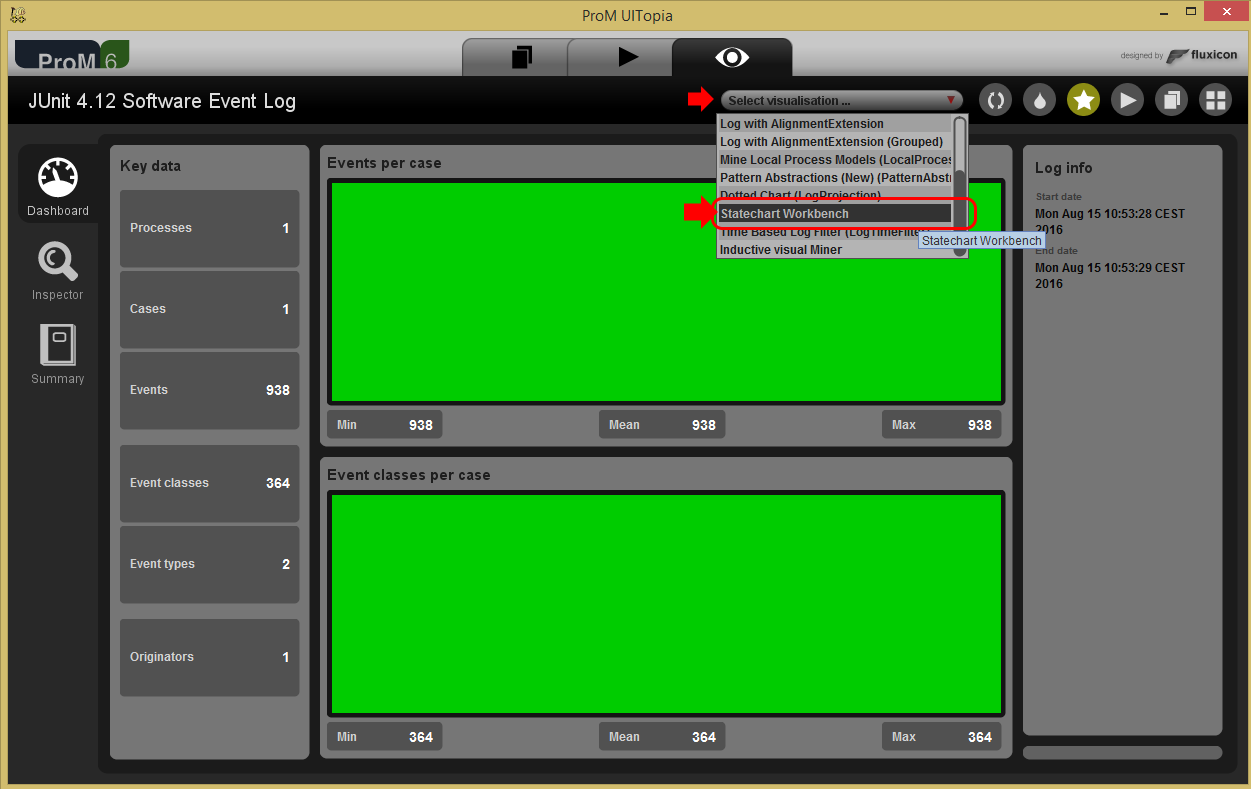 ProM UITopia
ProM 6
designed by fluxicon
JUnit 4.12 Software Event Log
Select visualisation ...
Log with AlignmentExtension
Log with AlignmentExtension (Grouped)
Mine Local Process Models (LocalProces
Pattern Abstractions (New) (PatternAbstr
Dotted Chart (LogProjection)
Statechart Workbench
Time Based Log Filter (LogTimeFilter)
Statechart Workbench
Inductive visual Miner
Dashboard
Inspector
Summary
Key data
Processes 1
Cases 1
Events 938
Event classes 364
Event types 2
Originators 1
Events per case
Min 938
Mean 938
Max 938
Event classes per case
Min 364
Mean 364
Max 364
Log info
Start date
Mon Aug 15 10:53:28 CEST
2016
End date
Mon Aug 15 10:53:29 CEST
2016